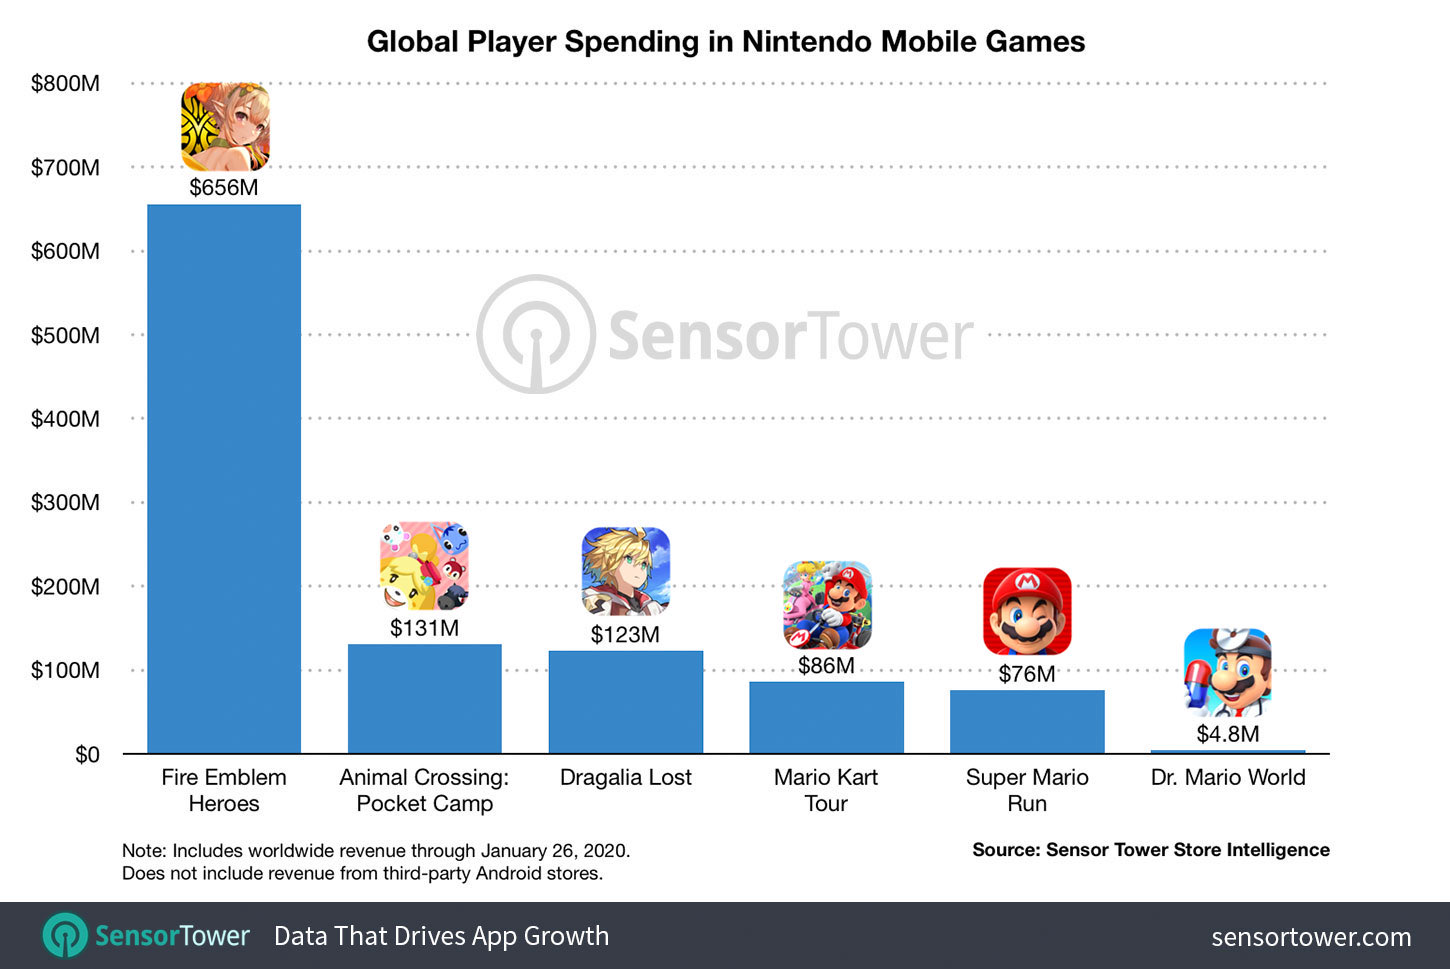 Global Player Spending in Nintendo Mobile Games
$800M
$700M
$600M
$500M
$400M
$300M
$200M
$100M
$0
$656M
$131M
$123M
$86M
$76M
$4.8M
SensorTower
Fire Emblem
Heroes
Animal Crossing:
Pocket Camp
Dragalia Lost
Mario Kart
Tour
Super Mario
Run
Dr. Mario World
Note: Includes worldwide revenue through January 26, 2020.
Does not include revenue from third-party Android stores.
Source: Sensor Tower Store Intelligence
SensorTower Data That Drives App Growth
sensortower.com